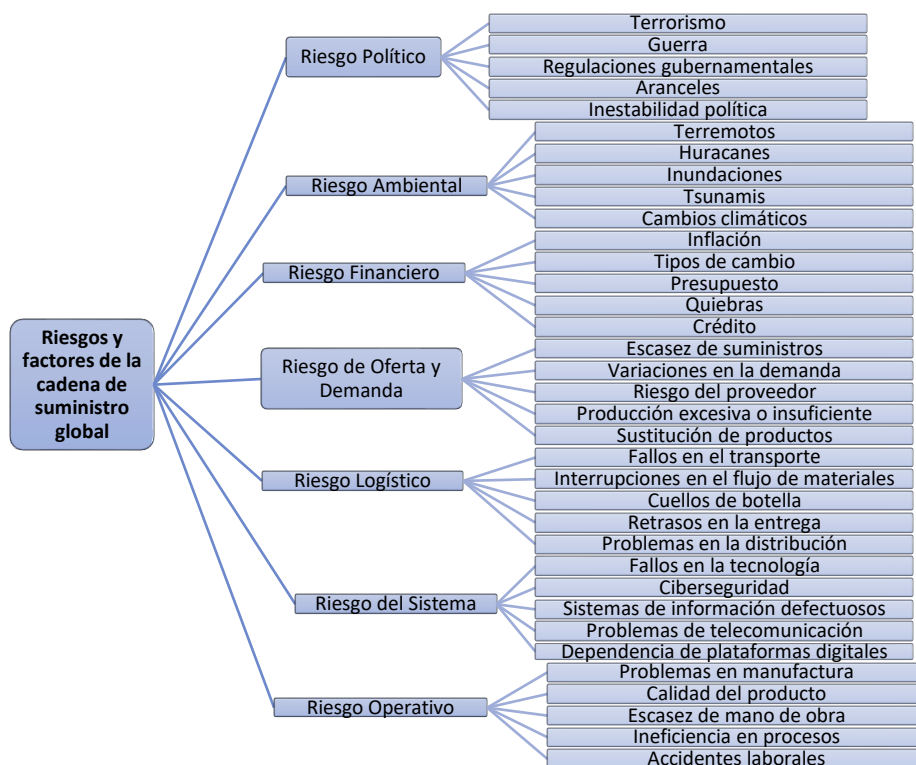 Riesgos y
factores de la
cadena de
suministro
global
Riesgo Político
Terrorismo
Guerra
Regulaciones gubernamentales
Aranceles
Inestabilidad política
Riesgo Ambiental
Terremotos
Huracanes
Inundaciones
Tsunamis
Cambios climáticos
Riesgo Financiero
Inflación
Tipos de cambio
Presupuesto
Quiebras
Crédito
Riesgo de Oferta y
Demanda
Escasez de suministros
Variaciones en la demanda
Riesgo del proveedor
Producción excesiva o insuficiente
Sustitución de productos
Riesgo Logístico
Fallos en el transporte
Interrupciones en el flujo de materiales
Cuellos de botella
Retrasos en la entrega
Problemas en la distribución
Riesgo del Sistema
Fallos en la tecnología
Ciberseguridad
Sistemas de información defectuosos
Problemas de telecomunicación
Dependencia de plataformas digitales
Riesgo Operativo
Problemas en manufactura
Calidad del producto
Escasez de mano de obra
Ineficiencia en procesos
Accidentes laborales